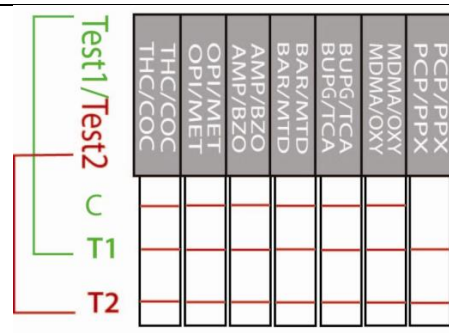 Test1/Test2
THC/COC
THC/COC
OPI/MET
OPI/MET
AMP/BZO
AMP/BZO
BAR/MTD
BAR/MTD
BUPG/TCA
BUPG/TCA
MDMA/OXY
MDMA/OXY
PCP/PPX
PCP/PPX
C
T1
T2